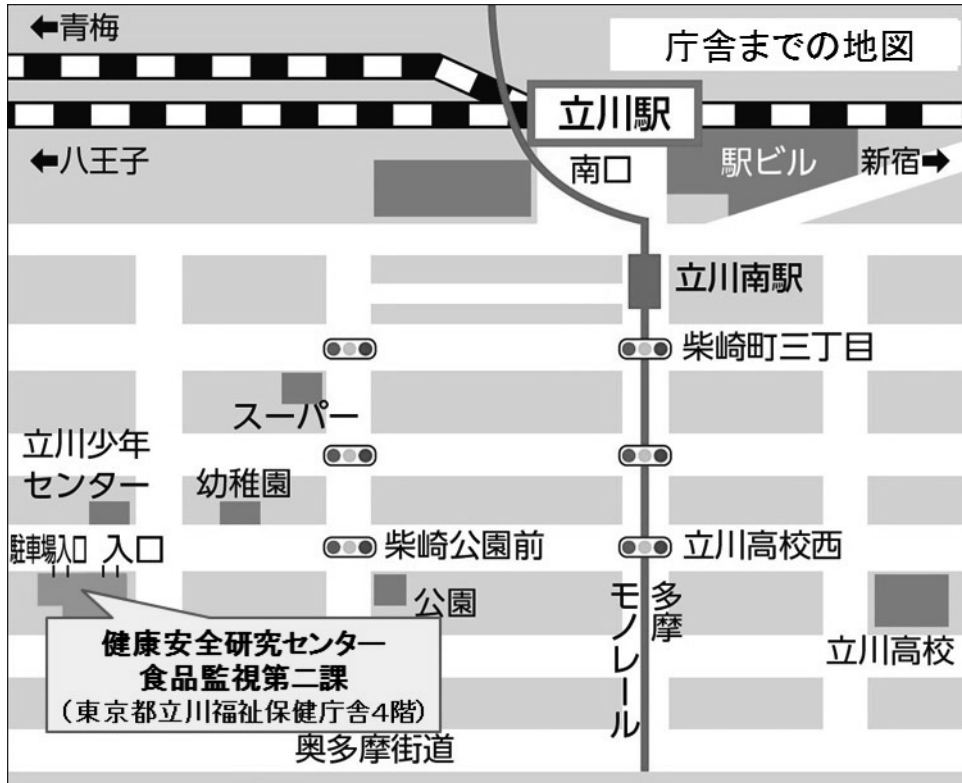 ←青梅
庁舎までの地図
立川駅
←八王子
南口
駅ビル
新宿→
立川南駅
柴崎町三丁目
スーパー
立川少年
センター
幼稚園
駐車場入口
入口
柴崎公園前
立川高校西
公園
多摩
モノレール
立川高校
健康安全研究センター
食品監視第二課
(東京都立川福祉保健庁舎4階)
奥多摩街道